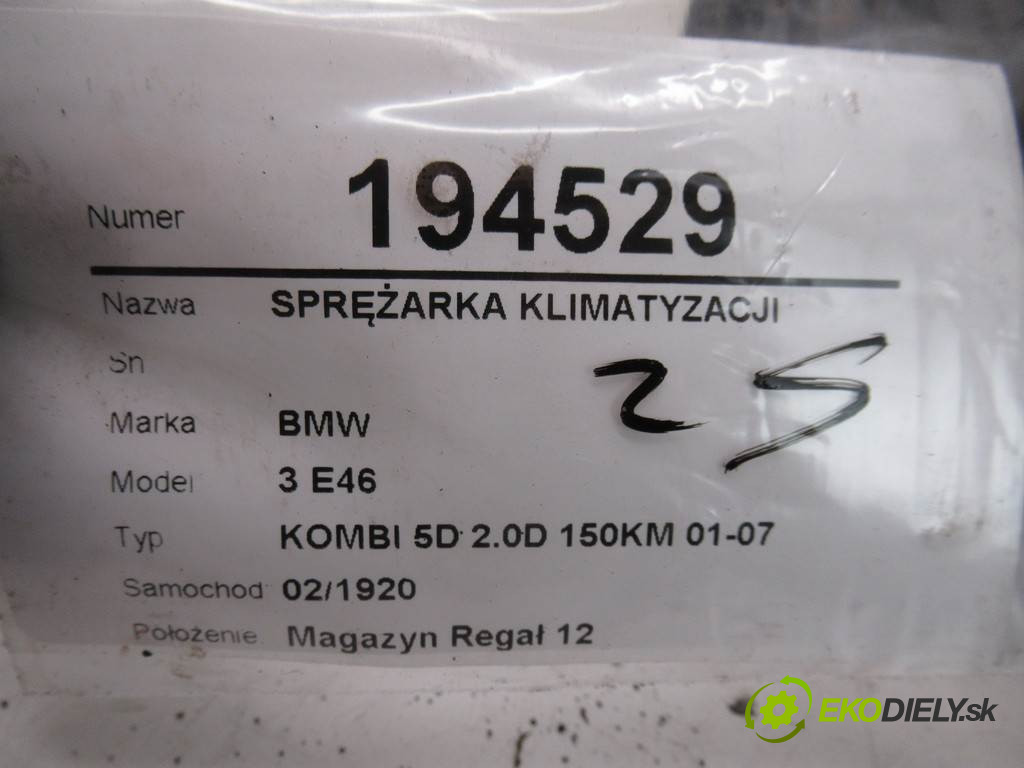 Numer 194529
Nazwa SPRĘŻARKA KLIMATYZACJI
Sn
25
Marka BMW
Model 3 E46
Typ KOMBI 5D 2.0D 150KM 01-07
Samochod 02/1920
Położenie Magazyn Regał 12
EKODIELY.sk